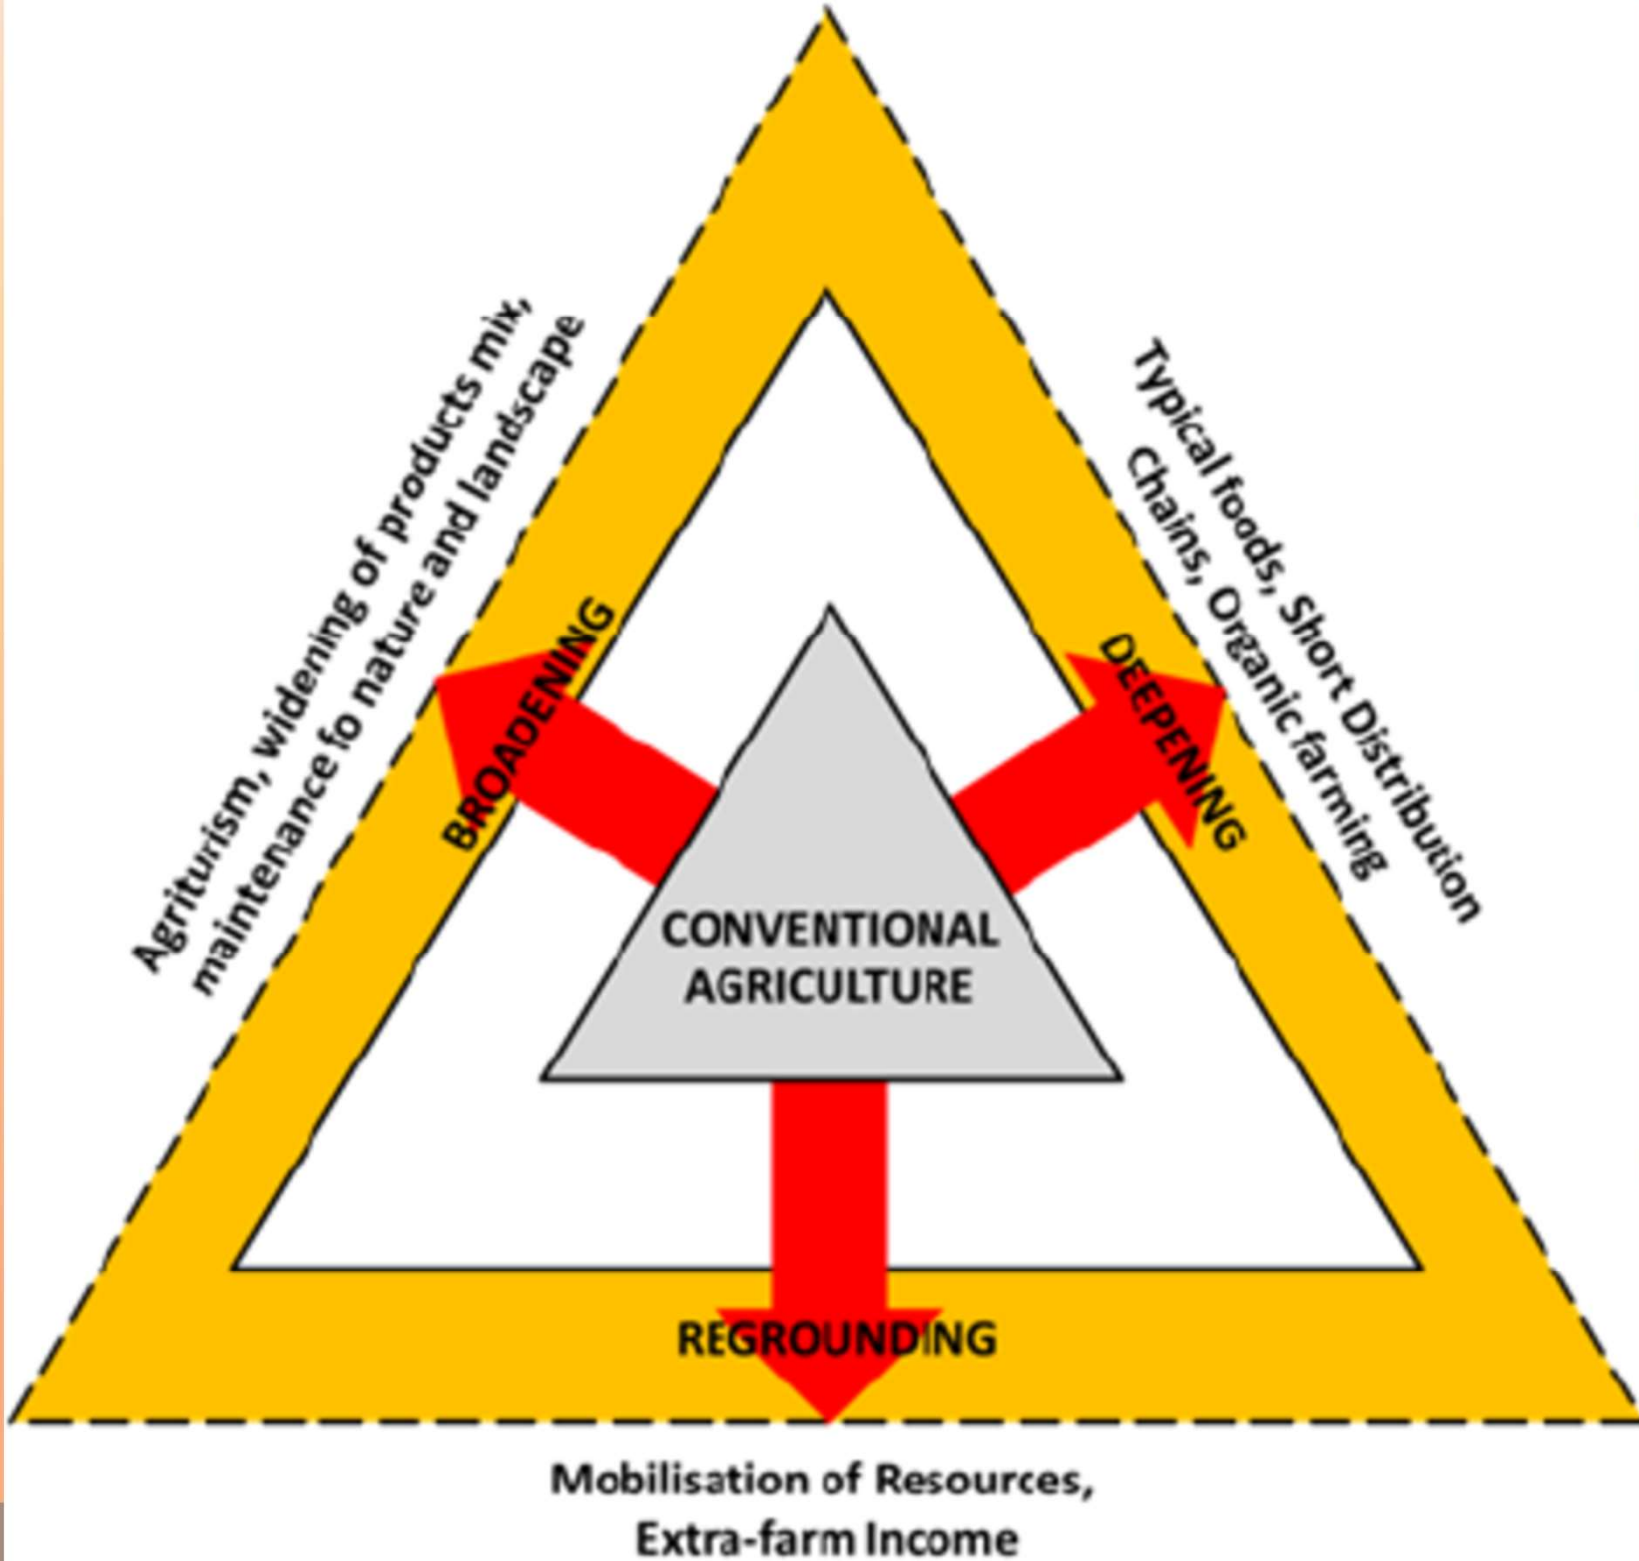 Agriturism, widening of products mix,
maintenance fo nature and landscape
Typical foods, Short Distribution
Chains, Organic farming
BROADENING
DEEPENING
CONVENTIONAL
AGRICULTURE
REGROUNDING
Mobilisation of Resources,
Extra-farm Income